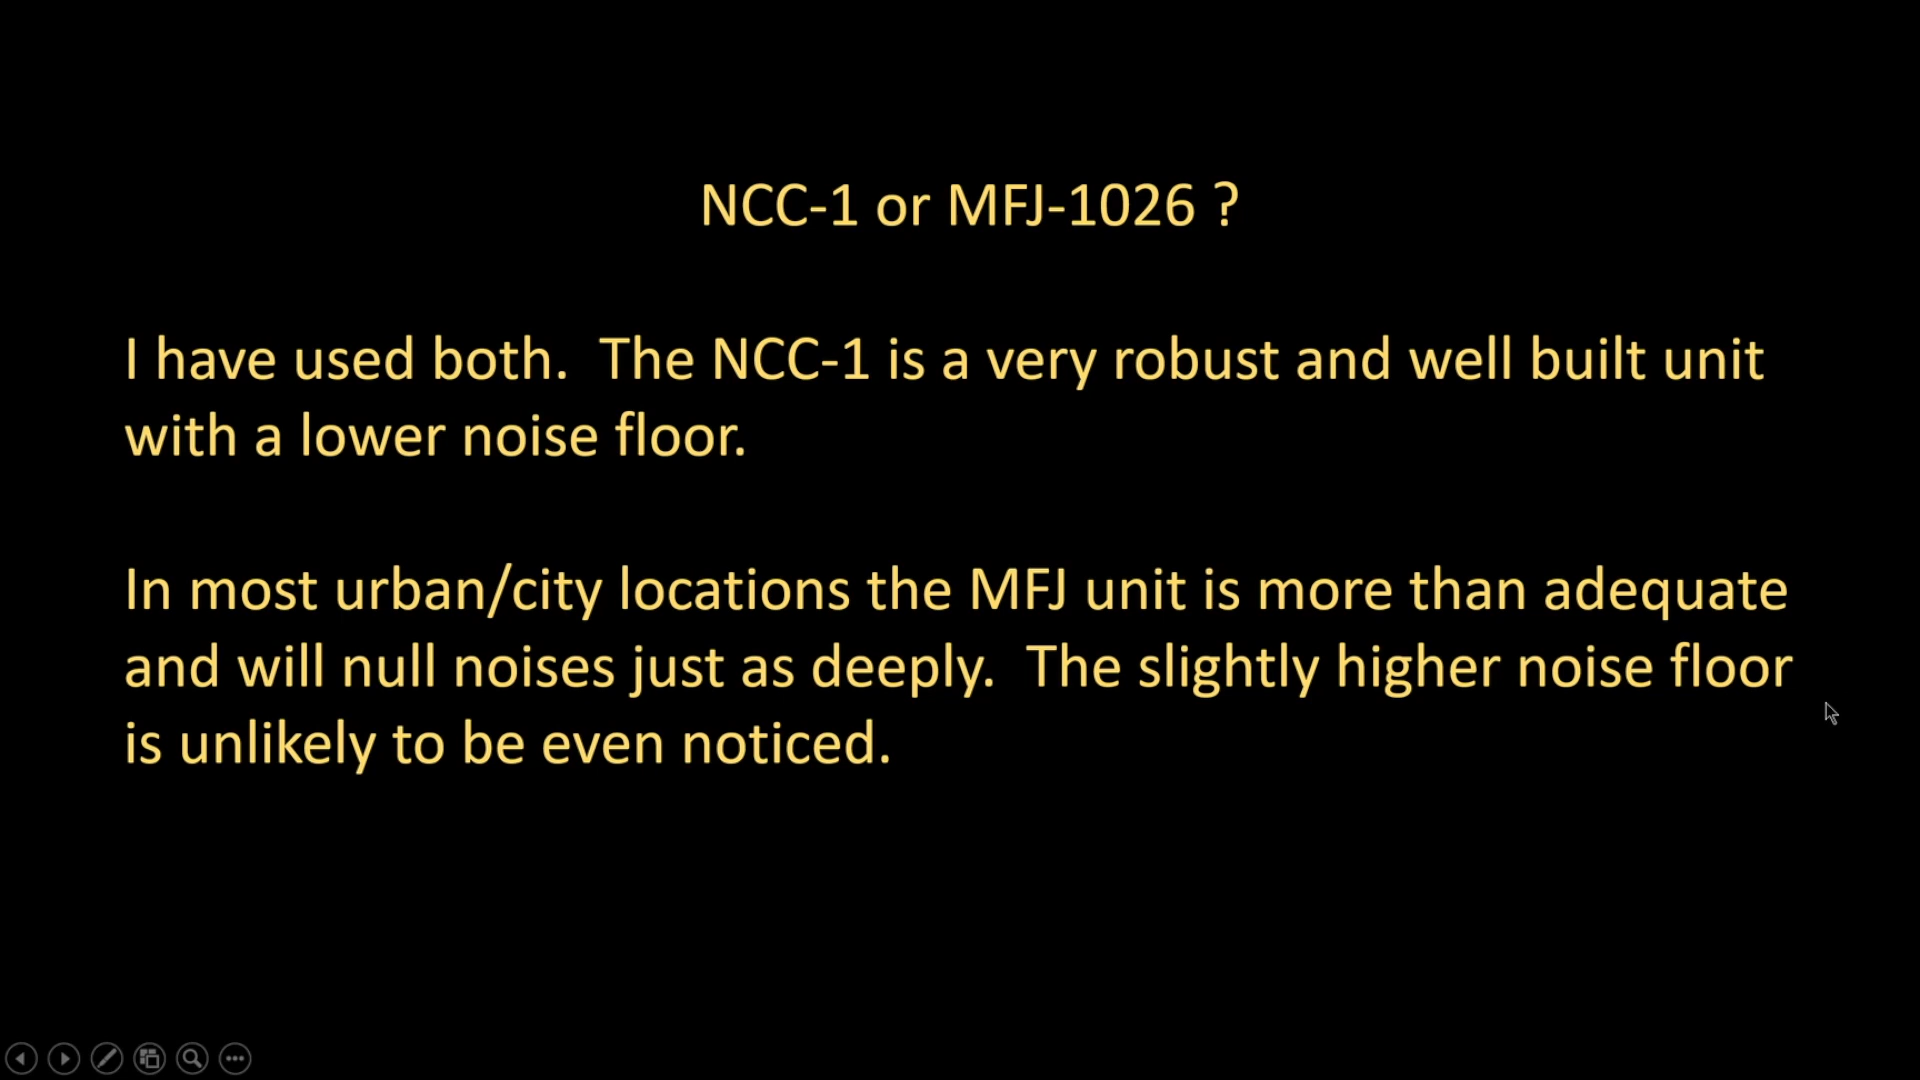 NCC-1 or MFJ-1026 ?
I have used both.  The NCC-1 is a very robust and well built unit
with a lower noise floor.
In most urban/city locations the MFJ unit is more than adequate
and will null noises just as deeply.  The slightly higher noise floor
is unlikely to be even noticed.